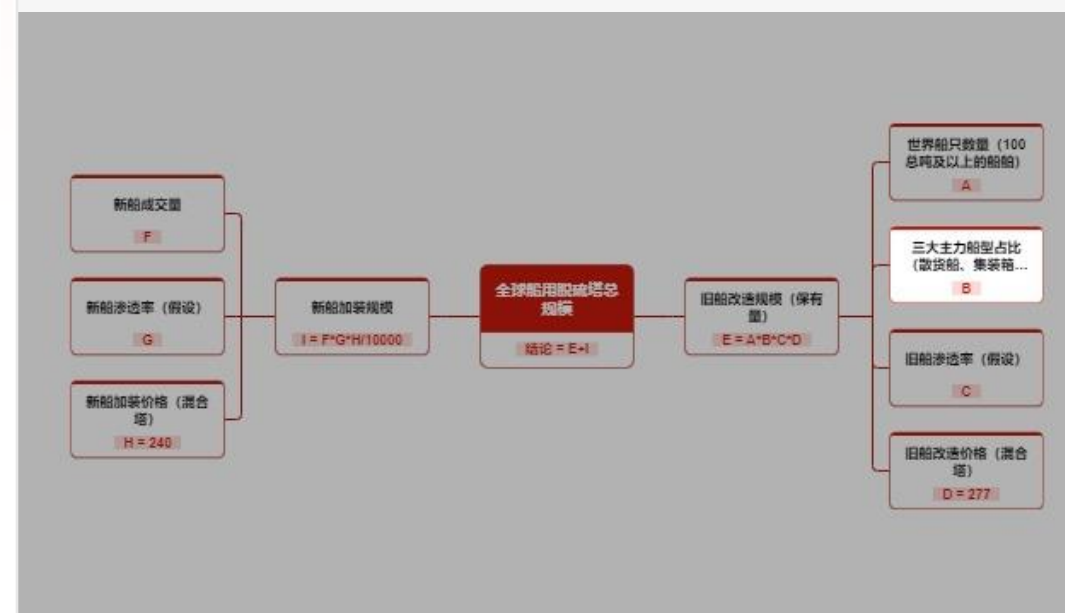 新船成交量
F
新船渗透率（假设）
G
新船加装价格（混合
塔）
H = 240
新船加装规模
I = F*G*H/10000
全球船用脱硫塔总
规模
结论 = E+I
旧船改造规模（保有
量）
E = A*B*C*D
世界船只数量（100
总吨及以上的船舶）
A
三大主力船型占比
（散货船、集装箱...
B
旧船渗透率（假设）
C
旧船改造价格（混合
塔）
D = 277